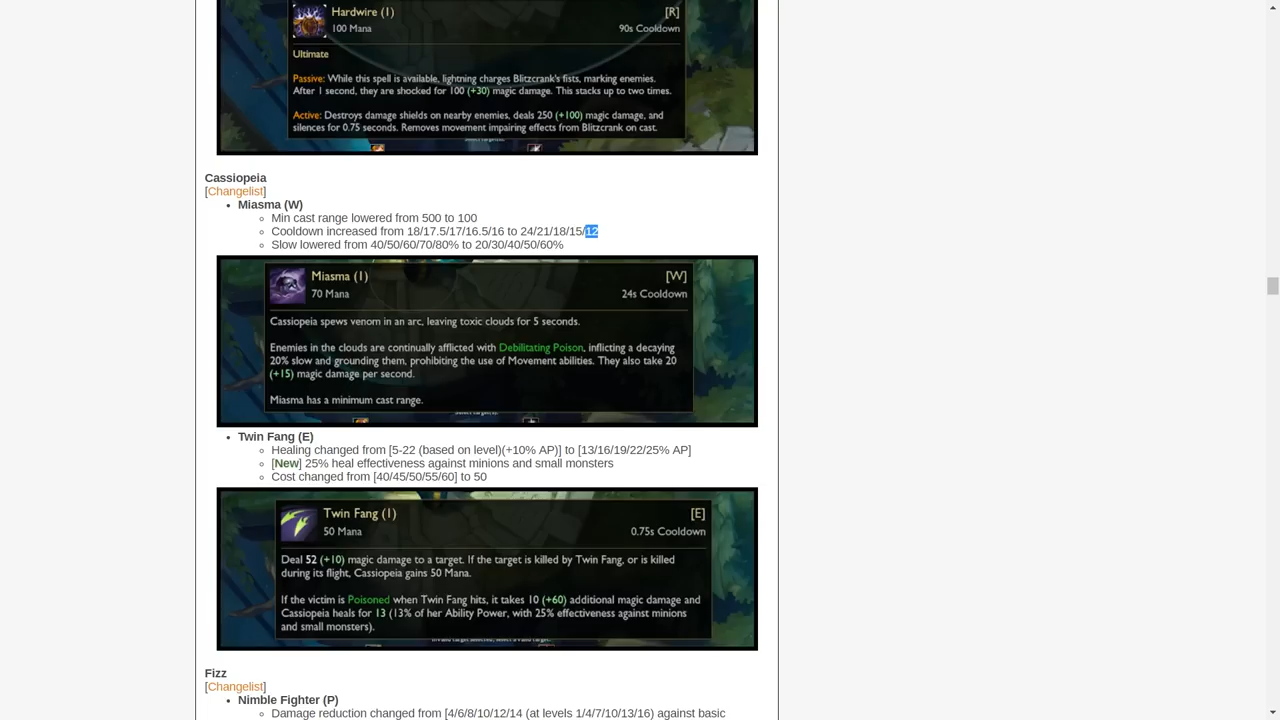 Hardwire (1) [R]
100 Mana 90s Cooldown
Ultimate
Passive: While this spell is available, lightning charges Blitzcrank's fists, marking enemies.
After 1 second, they are shocked for 100 (+30) magic damage. This stacks up to two times.
Active: Destroys damage shields on nearby enemies, deals 250 (+100) magic damage, and
silences for 0.75 seconds. Removes movement impairing effects from Blitzcrank on cast.
Cassiopeia
[Changelist]
Miasma (W)
Min cast range lowered from 500 to 100
Cooldown increased from 18/17.5/17/16.5/16 to 24/21/18/15/12
Slow lowered from 40/50/60/70/80% to 20/30/40/50/60%
Miasma (1) [W]
70 Mana 24s Cooldown
Cassiopeia spews venom in an arc, leaving toxic clouds for 5 seconds.
Enemies in the clouds are continually afflicted with Debilitating Poison, inflicting a decaying
20% slow and grounding them, prohibiting the use of Movement abilities. They also take 20
(+15) magic damage per second.
Miasma has a minimum cast range.
Twin Fang (E)
Healing changed from [5-22 (based on level)(+10% AP)] to [13/16/19/22/25% AP]
[New] 25% heal effectiveness against minions and small monsters
Cost changed from [40/45/50/55/60] to 50
Twin Fang (1) [E]
50 Mana 0.75s Cooldown
Deal 52 (+10) magic damage to a target. If the target is killed by Twin Fang, or is killed
during its flight, Cassiopeia gains 50 Mana.
If the victim is Poisoned when Twin Fang hits, it takes 10 (+60) additional magic damage and
Cassiopeia heals for 13 (13% of her Ability Power, with 25% effectiveness against minions
and small monsters).
Fizz
[Changelist]
Nimble Fighter (P)
Damage reduction changed from [4/6/8/10/12/14 (at levels 1/4/7/10/13/16) against basic